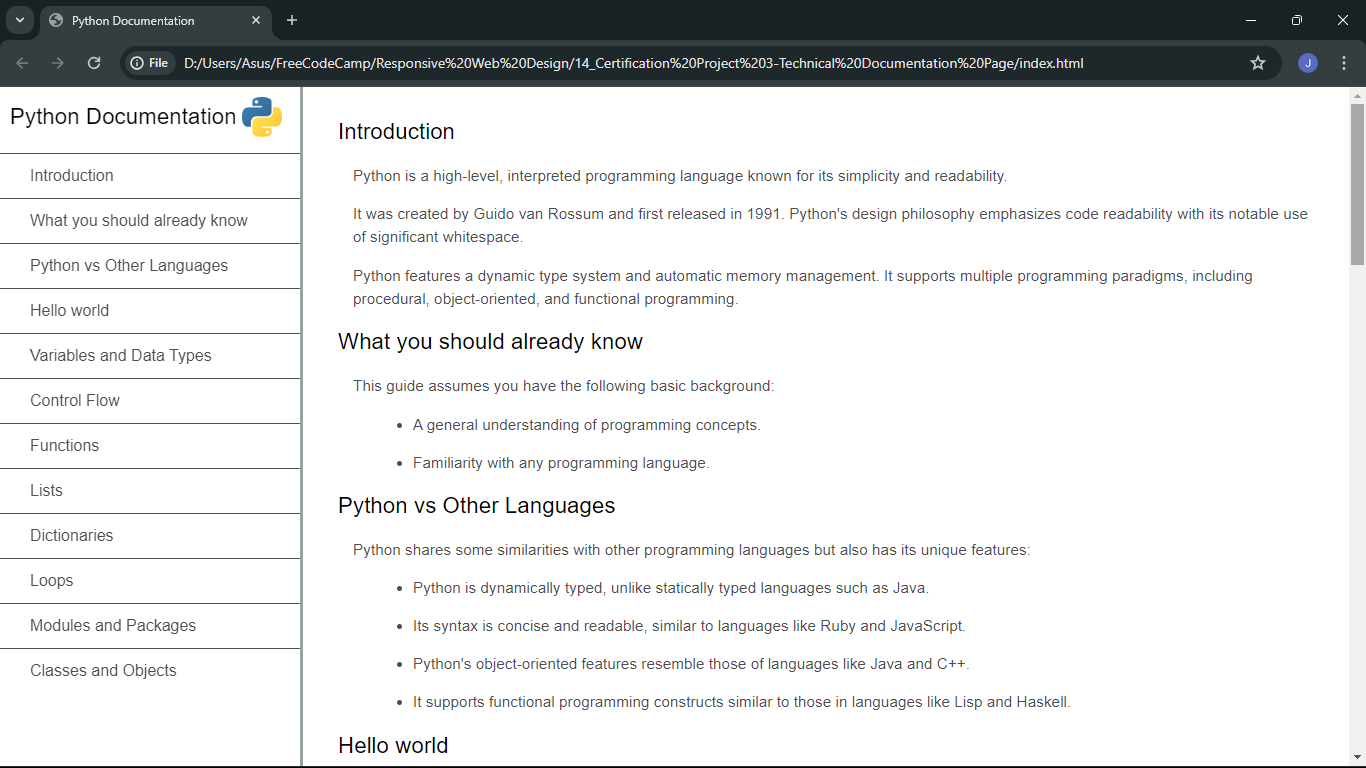 Python Documentation
File
D:/Users/Asus/FreeCodeCamp/Responsive%20Web%20Design/14_Certification%20Project%203-Technical%20Documentation%20Page/index.html
J
Python Documentation
Introduction
What you should already know
Python vs Other Languages
Hello world
Variables and Data Types
Control Flow
Functions
Lists
Dictionaries
Loops
Modules and Packages
Classes and Objects
Introduction
Python is a high-level, interpreted programming language known for its simplicity and readability.
It was created by Guido van Rossum and first released in 1991. Python's design philosophy emphasizes code readability with its notable use
of significant whitespace.
Python features a dynamic type system and automatic memory management. It supports multiple programming paradigms, including
procedural, object-oriented, and functional programming.
What you should already know
This guide assumes you have the following basic background:
• A general understanding of programming concepts.
• Familiarity with any programming language.
Python vs Other Languages
Python shares some similarities with other programming languages but also has its unique features:
• Python is dynamically typed, unlike statically typed languages such as Java.
• Its syntax is concise and readable, similar to languages like Ruby and JavaScript.
• Python's object-oriented features resemble those of languages like Java and C++.
• It supports functional programming constructs similar to those in languages like Lisp and Haskell.
Hello world